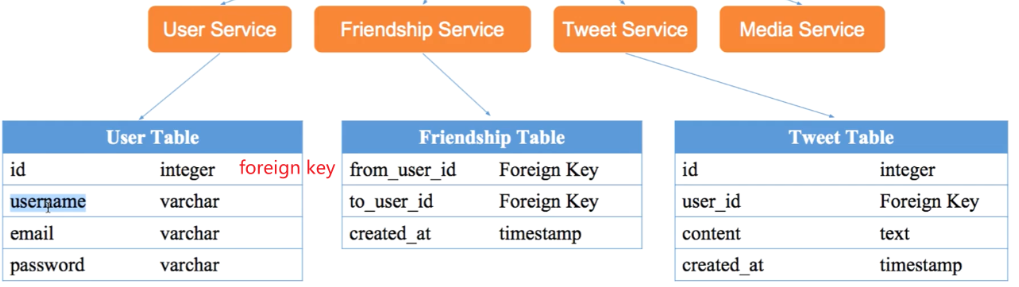 User Service
Friendship Service
Tweet Service
Media Service
User Table
id integer foreign key
username varchar
email varchar
password varchar
Friendship Table
from_user_id Foreign Key
to_user_id Foreign Key
created_at timestamp
Tweet Table
id integer
user_id Foreign Key
content text
created_at timestamp